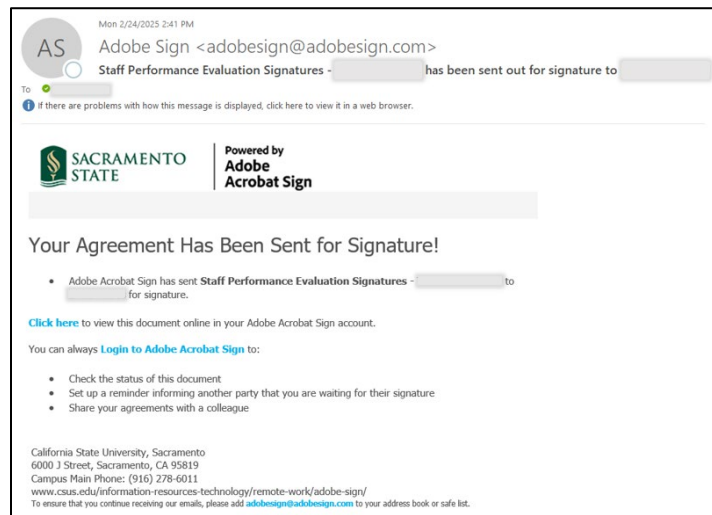 Mon 2/24/2025 2:41 PM
AS
Adobe Sign <adobesign@adobesign.com>
Staff Performance Evaluation Signatures - has been sent out for signature to
To
If there are problems with how this message is displayed, click here to view it in a web browser.
SACRAMENTO
STATE
Powered by
Adobe
Acrobat Sign
Your Agreement Has Been Sent for Signature!
• Adobe Acrobat Sign has sent Staff Performance Evaluation Signatures - to
for signature.
Click here to view this document online in your Adobe Acrobat Sign account.
You can always Login to Adobe Acrobat Sign to:
• Check the status of this document
• Set up a reminder informing another party that you are waiting for their signature
• Share your agreements with a colleague
California State University, Sacramento
6000 J Street, Sacramento, CA 95819
Campus Main Phone: (916) 278-6011
www.csus.edu/information-resources-technology/remote-work/adobe-sign/
To ensure that you continue receiving our emails, please add adobesign@adobesign.com to your address book or safe list.